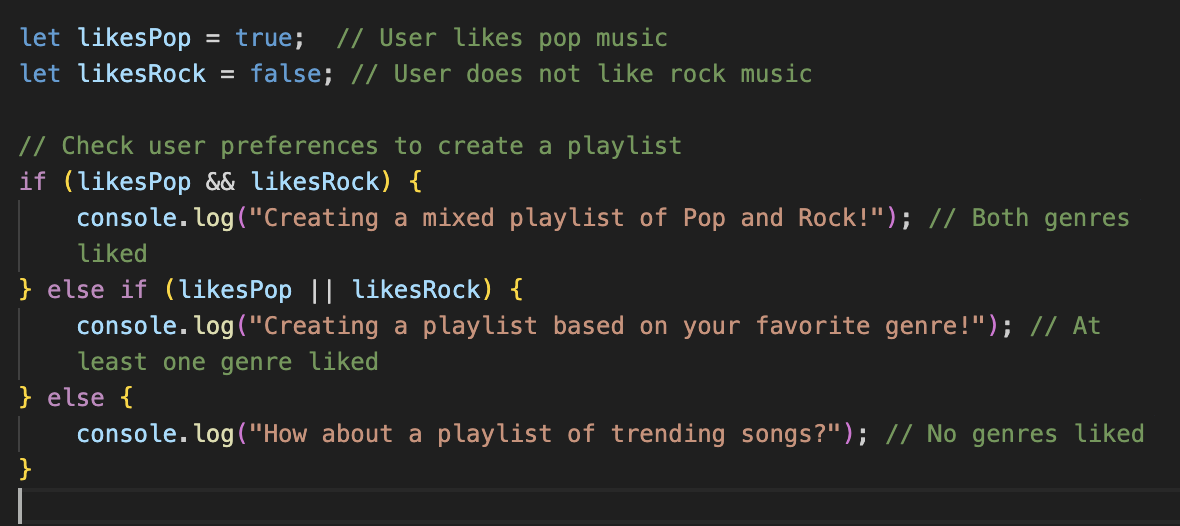 let likesPop = true;  // User likes pop music
let likesRock = false; // User does not like rock music

// Check user preferences to create a playlist
if (likesPop && likesRock) {
    console.log("Creating a mixed playlist of Pop and Rock!"); // Both genres
    liked
} else if (likesPop || likesRock) {
    console.log("Creating a playlist based on your favorite genre!"); // At
    least one genre liked
} else {
    console.log("How about a playlist of trending songs?"); // No genres liked
}